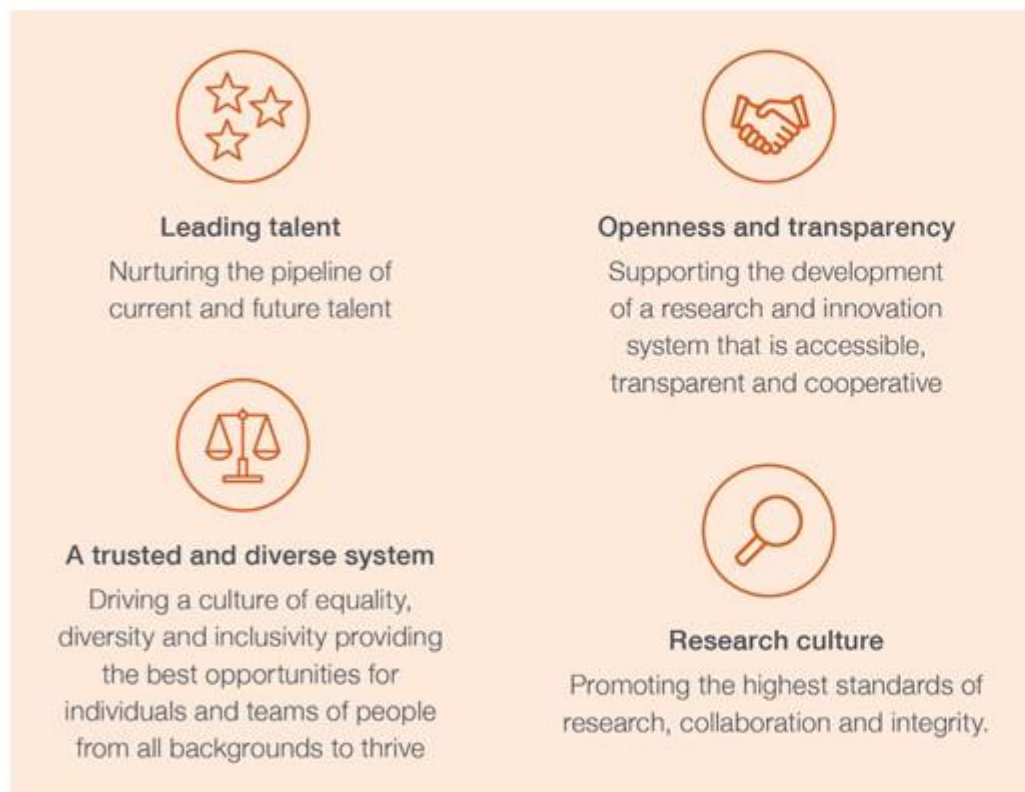 Leading talent
Nurturing the pipeline of
current and future talent
Openness and transparency
Supporting the development
of a research and innovation
system that is accessible,
transparent and cooperative
A trusted and diverse system
Driving a culture of equality,
diversity and inclusivity providing
the best opportunities for
individuals and teams of people
from all backgrounds to thrive
Research culture
Promoting the highest standards of
research, collaboration and integrity.